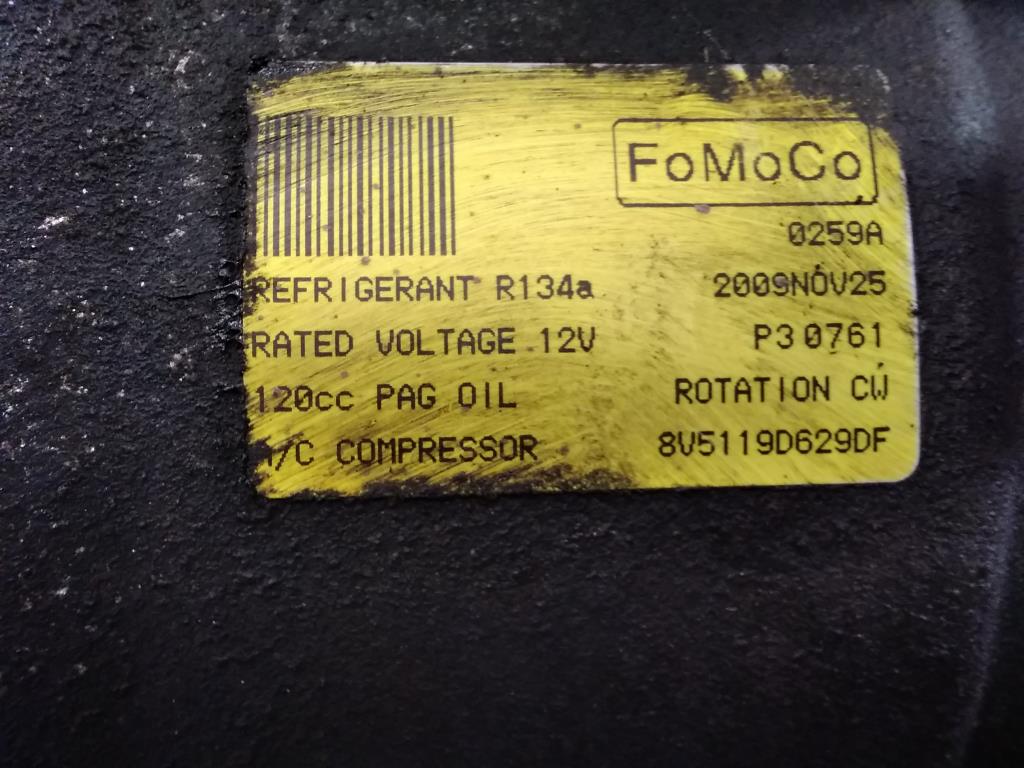 FoMoCo
0259A
REFRIGERANT R134a 2009NOV25
RATED VOLTAGE 12V P30761
120cc PAG OIL ROTATION CW
A/C COMPRESSOR 8V5119D629DF